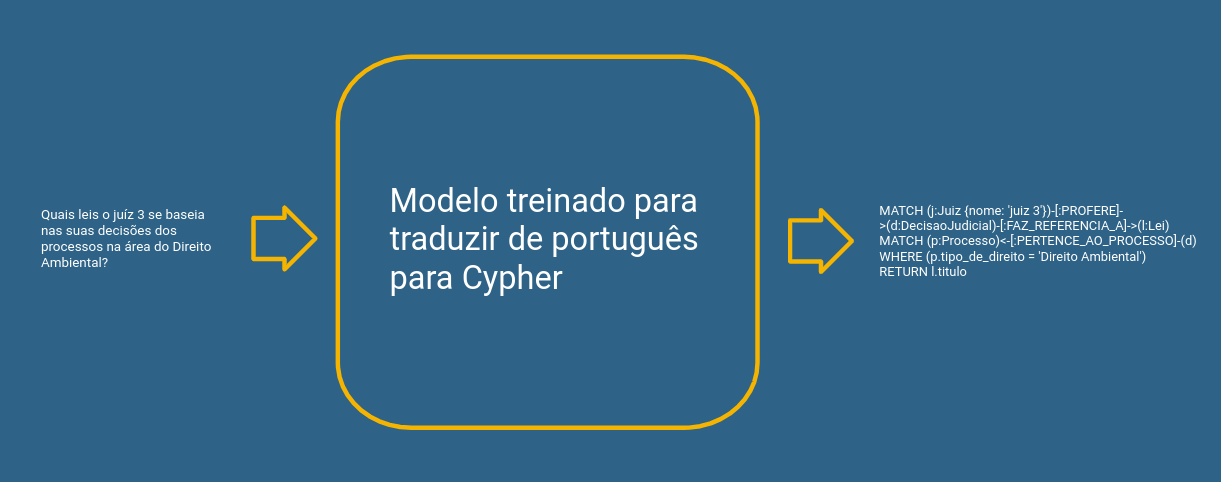 Quais leis o juíz 3 se baseia
nas suas decisões dos
processos na área do Direito
Ambiental?
Modelo treinado para
traduzir de português
para Cypher
MATCH (j:Juiz {nome: 'juiz 3'})-[:PROFERE]-
>(d:DecisaoJudicial)-[:FAZ_REFERENCIA_A]->(l:Lei)
MATCH (p:Processo)<-[:PERTENCE_AO_PROCESSO]-(d)
WHERE (p.tipo_de_direito = 'Direito Ambiental')
RETURN l.titulo